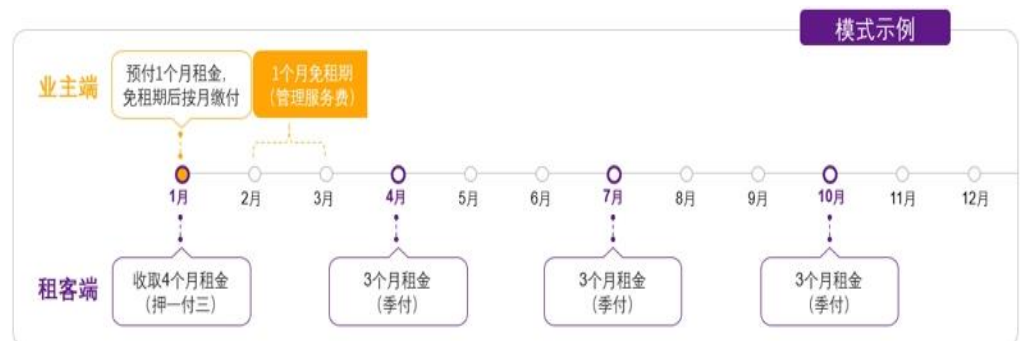 模式示例
业主端
预付1个月租金，
免租期后按月缴付
1个月免租期
（管理服务费）
1月
2月
3月
4月
5月
6月
7月
8月
9月
10月
11月
12月
租客端
收取4个月租金
（押一付三）
3个月租金
（季付）
3个月租金
（季付）
3个月租金
（季付）